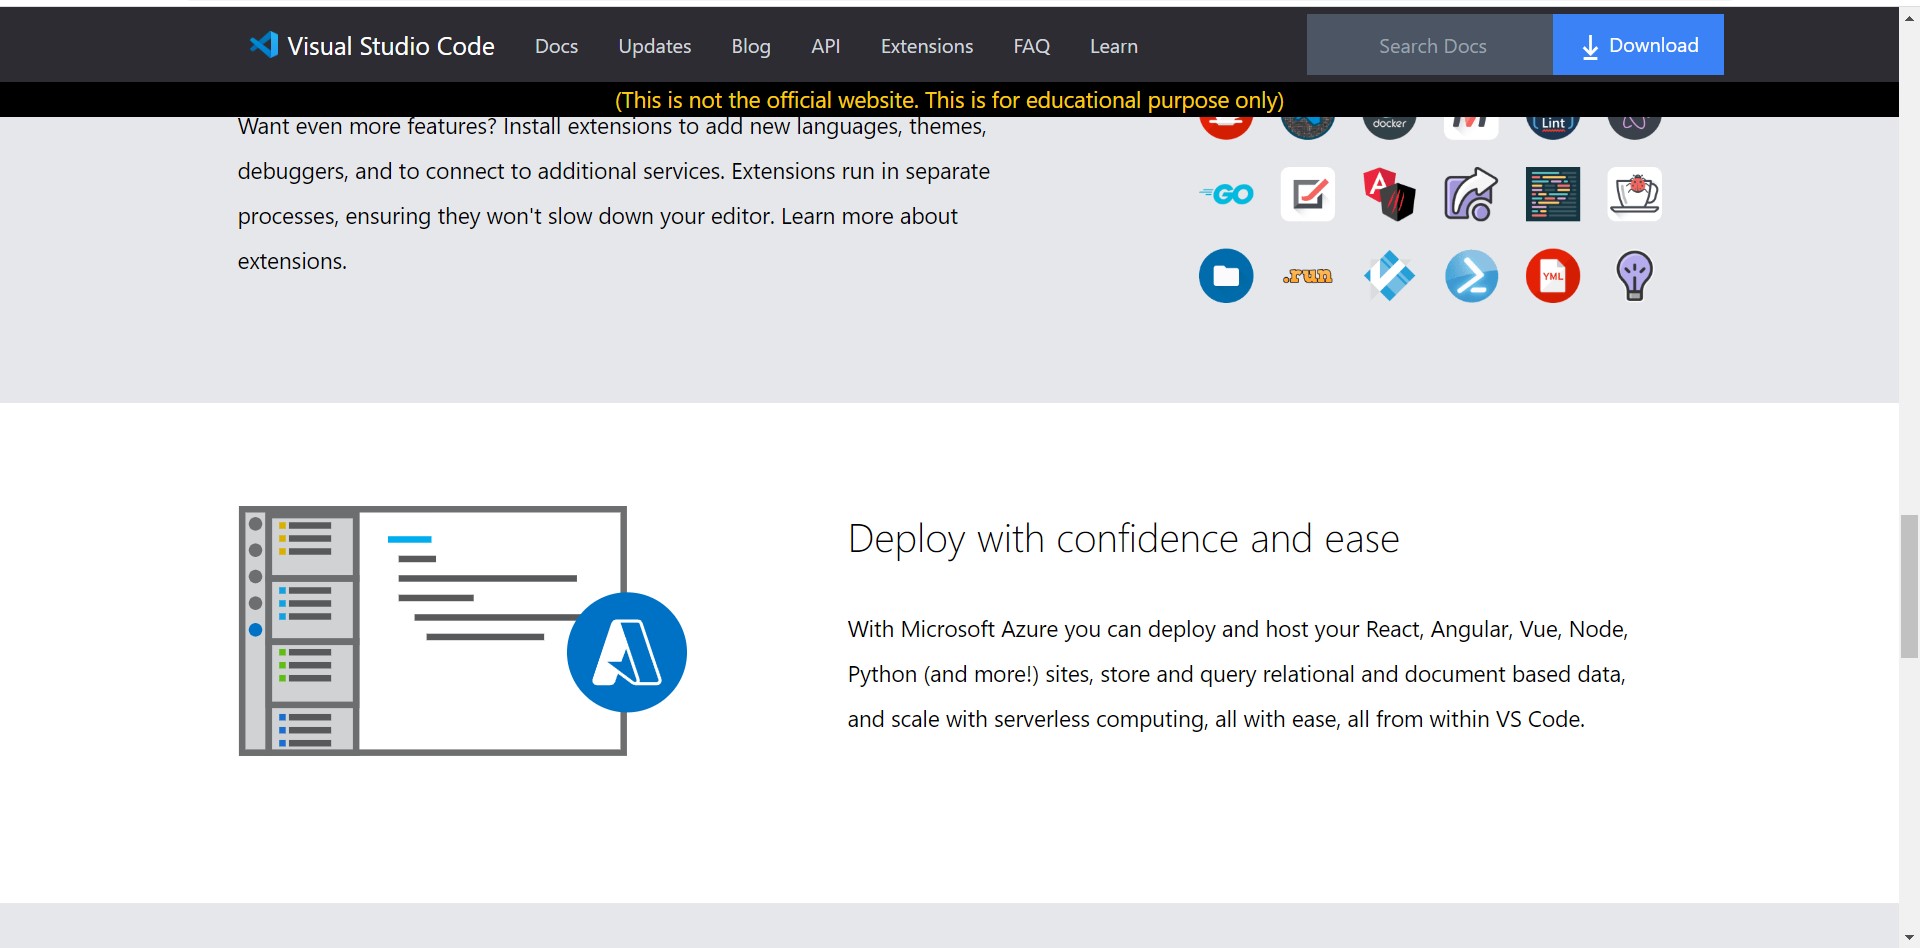 Visual Studio Code Docs Updates Blog API Extensions FAQ Learn Search Docs Download
(This is not the official website. This is for educational purpose only)
Want even more features? Install extensions to add new languages, themes,
debuggers, and to connect to additional services. Extensions run in separate
processes, ensuring they won't slow down your editor. Learn more about
extensions.
docker
Lint
GO
.run
YML
Deploy with confidence and ease
With Microsoft Azure you can deploy and host your React, Angular, Vue, Node,
Python (and more!) sites, store and query relational and document based data,
and scale with serverless computing, all with ease, all from within VS Code.